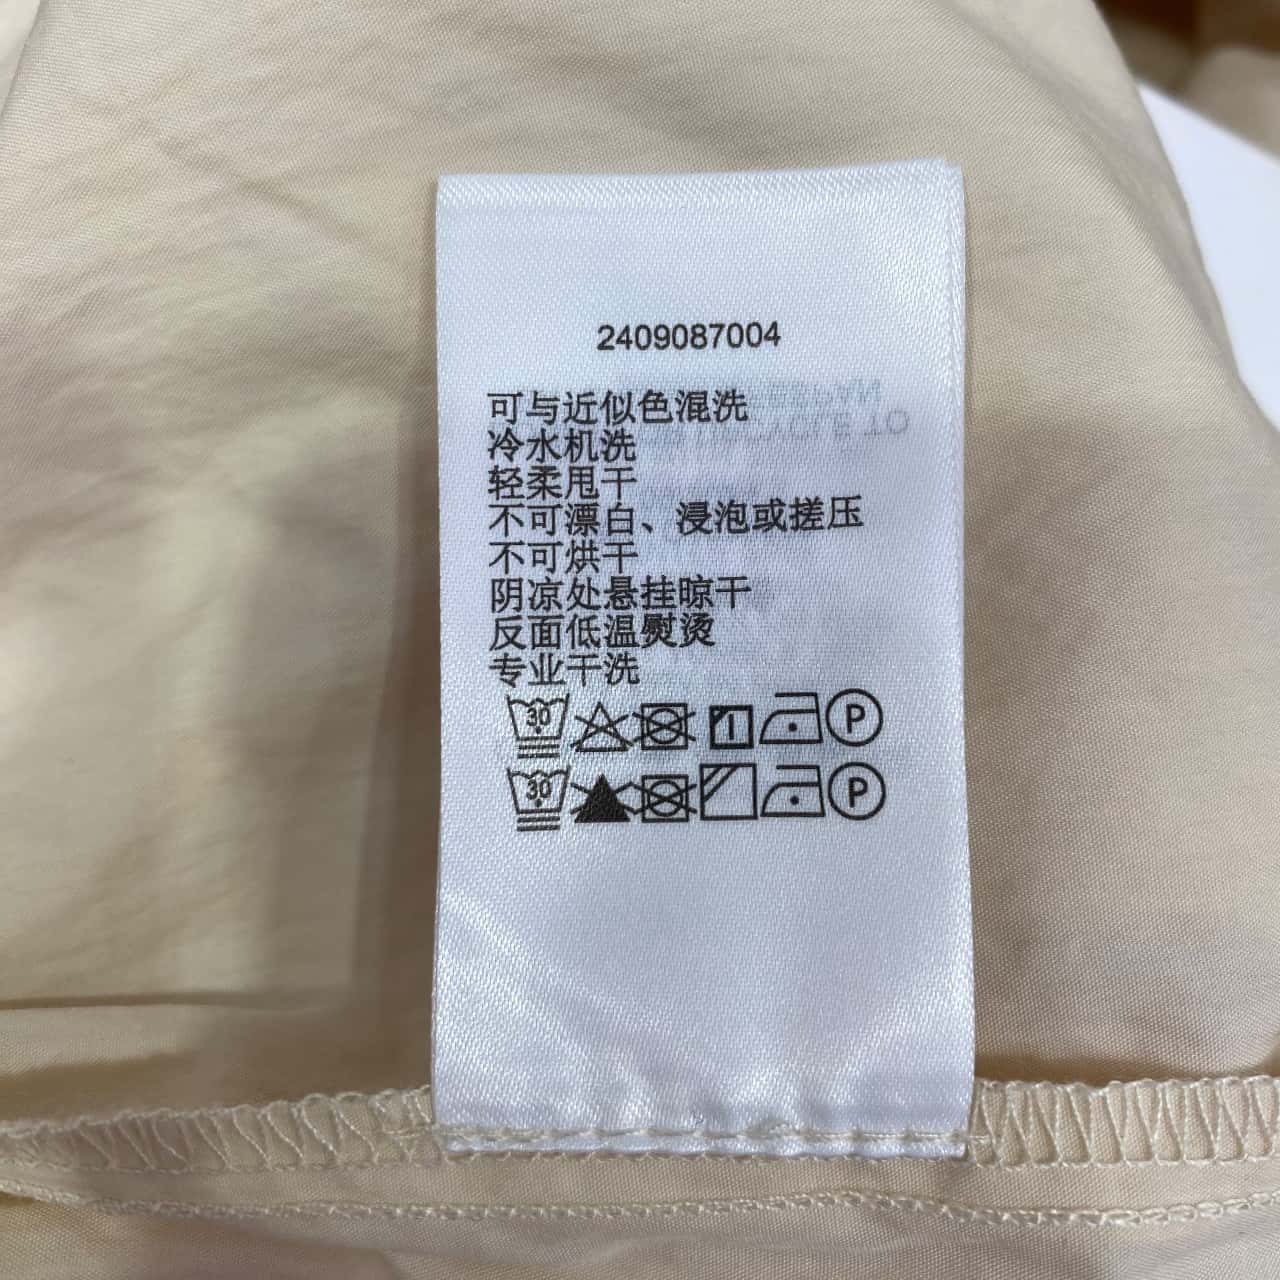 2409087004
可与近似色混洗
冷水机洗
轻柔甩干
不可漂白、浸泡或搓压
不可烘干
阴凉处悬挂晾干
反面低温熨烫
专业干洗
30 P
30 P